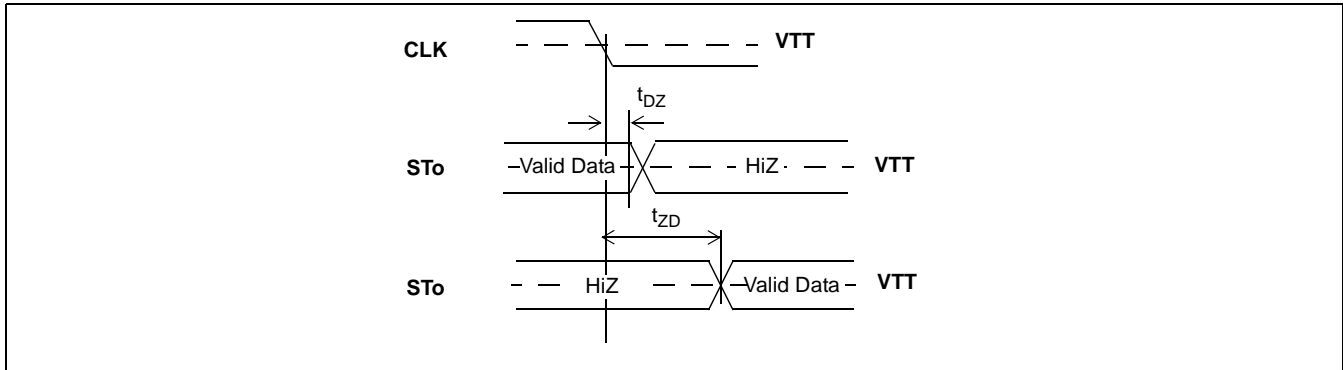 CLK
VTT
tDZ
STo
Valid Data
HiZ
VTT
tZD
STo
HiZ
Valid Data
VTT